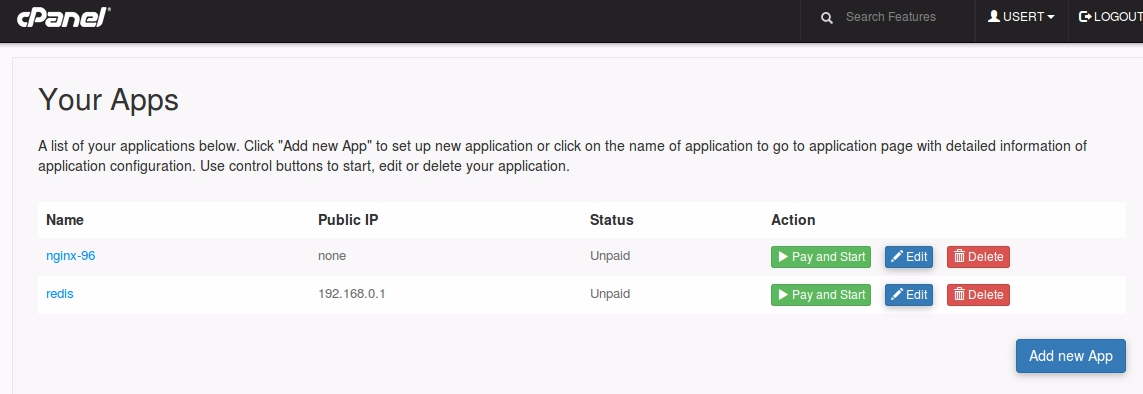 cPanel®
Search Features
USERT
LOGOUT
Your Apps
A list of your applications below. Click "Add new App" to set up new application or click on the name of application to go to application page with detailed information of
application configuration. Use control buttons to start, edit or delete your application.
Name Public IP Status Action
nginx-96 none Unpaid Pay and Start Edit Delete
redis 192.168.0.1 Unpaid Pay and Start Edit Delete
Add new App